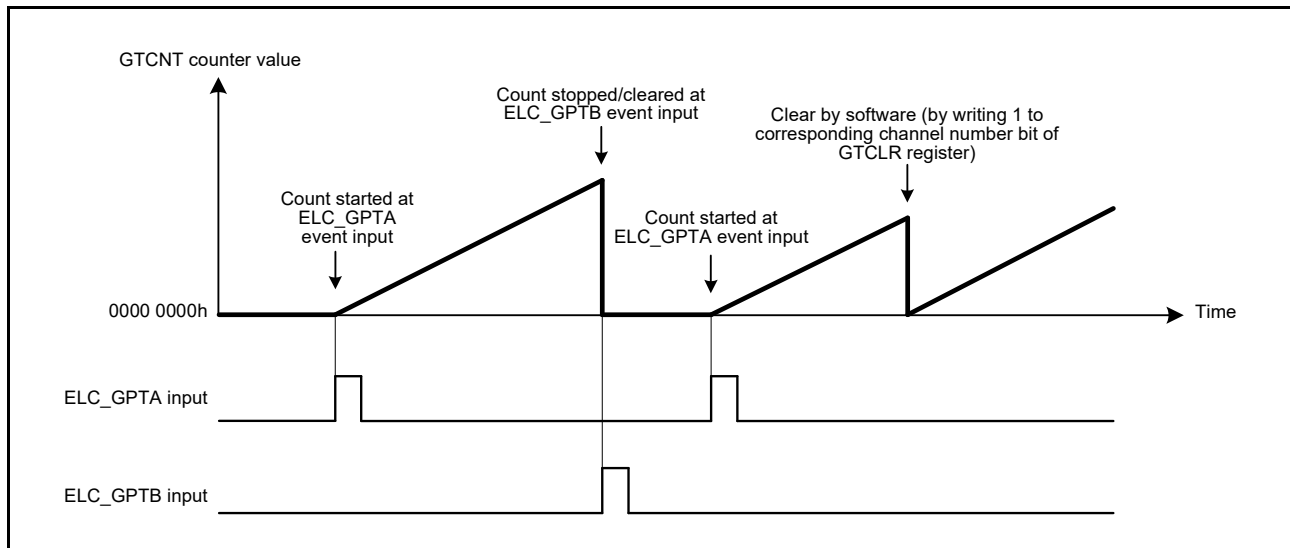 GTCNT counter value
Count stopped/cleared at
ELC_GPTB event input
Clear by software (by writing 1 to
corresponding channel number bit of
GTCLR register)
Count started at
ELC_GPTA
event input
Count started at
ELC_GPTA event input
0000 0000h
Time
ELC_GPTA input
ELC_GPTB input